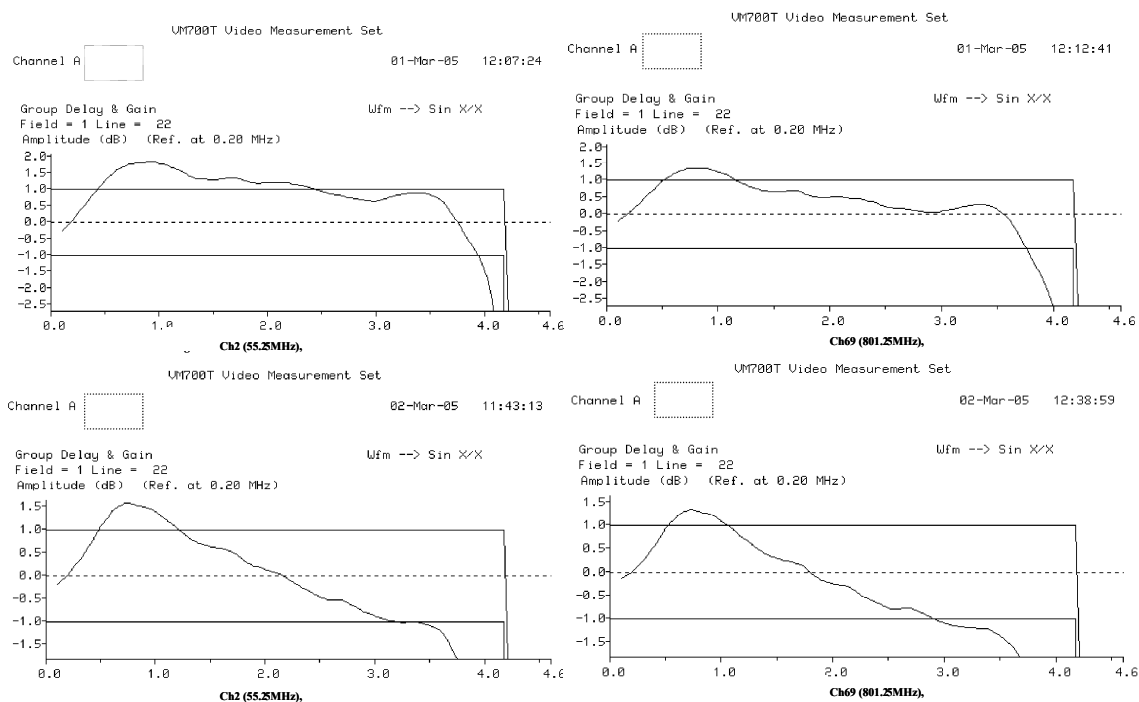 VM700T Video Measurement Set
Channel A 01-Mar-05 12:07:24
Group Delay & Gain Wfm --> Sin X/X
Field = 1 Line = 22
Amplitude (dB) (Ref. at 0.20 MHz)
2.0
1.5
1.0
0.5
0.0
-0.5
-1.0
-1.5
-2.0
-2.5
0.0 1.0 2.0 3.0 4.0 4.6
Ch2 (55.25MHz),
VM700T Video Measurement Set
Channel A 01-Mar-05 12:12:41
Group Delay & Gain Wfm --> Sin X/X
Field = 1 Line = 22
Amplitude (dB) (Ref. at 0.20 MHz)
2.0
1.5
1.0
0.5
0.0
-0.5
-1.0
-1.5
-2.0
-2.5
0.0 1.0 2.0 3.0 4.0 4.6
Ch69 (801.25MHz),
VM700T Video Measurement Set
Channel A 02-Mar-05 11:43:13
Group Delay & Gain Wfm --> Sin X/X
Field = 1 Line = 22
Amplitude (dB) (Ref. at 0.20 MHz)
1.5
1.0
0.5
0.0
-0.5
-1.0
-1.5
0.0 1.0 2.0 3.0 4.0 4.6
Ch2 (55.25MHz),
VM700T Video Measurement Set
Channel A 02-Mar-05 12:38:59
Group Delay & Gain Wfm --> Sin X/X
Field = 1 Line = 22
Amplitude (dB) (Ref. at 0.20 MHz)
1.5
1.0
0.5
0.0
-0.5
-1.0
-1.5
0.0 1.0 2.0 3.0 4.0 4.6
Ch69 (801.25MHz),